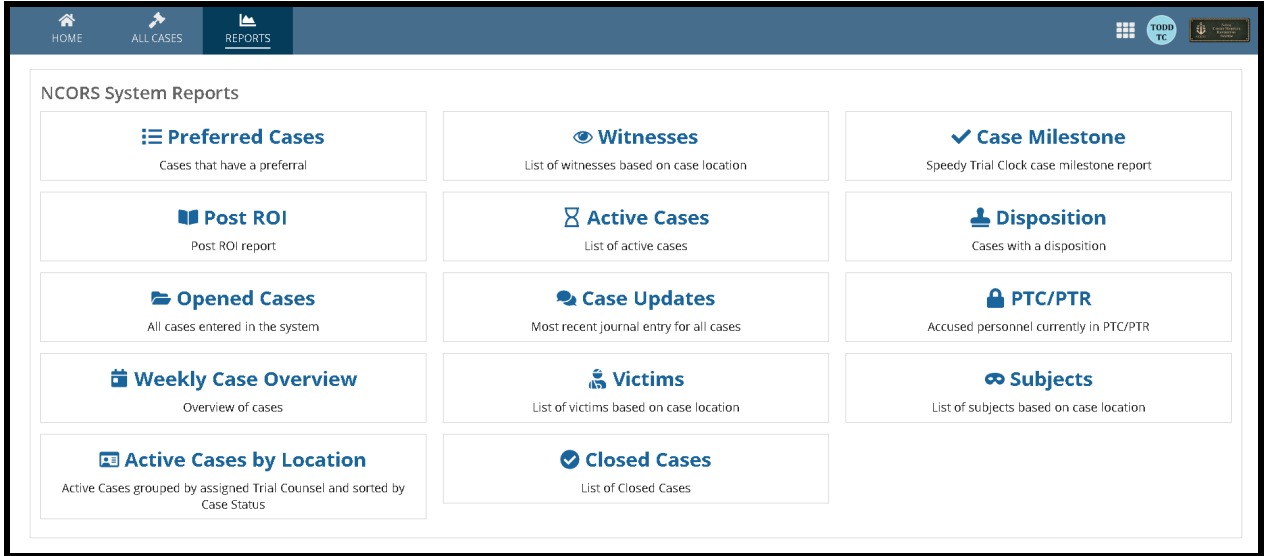 HOME
ALL CASES
REPORTS
TODD
TC
NCORS System Reports
Preferred Cases
Cases that have a preferral
Witnesses
List of witnesses based on case location
Case Milestone
Speedy Trial Clock case milestone report
Post ROI
Post ROI report
Active Cases
List of active cases
Disposition
Cases with a disposition
Opened Cases
All cases entered in the system
Case Updates
Most recent journal entry for all cases
PTC/PTR
Accused personnel currently in PTC/PTR
Weekly Case Overview
Overview of cases
Victims
List of victims based on case location
Subjects
List of subjects based on case location
Active Cases by Location
Active Cases grouped by assigned Trial Counsel and sorted by
Case Status
Closed Cases
List of Closed Cases